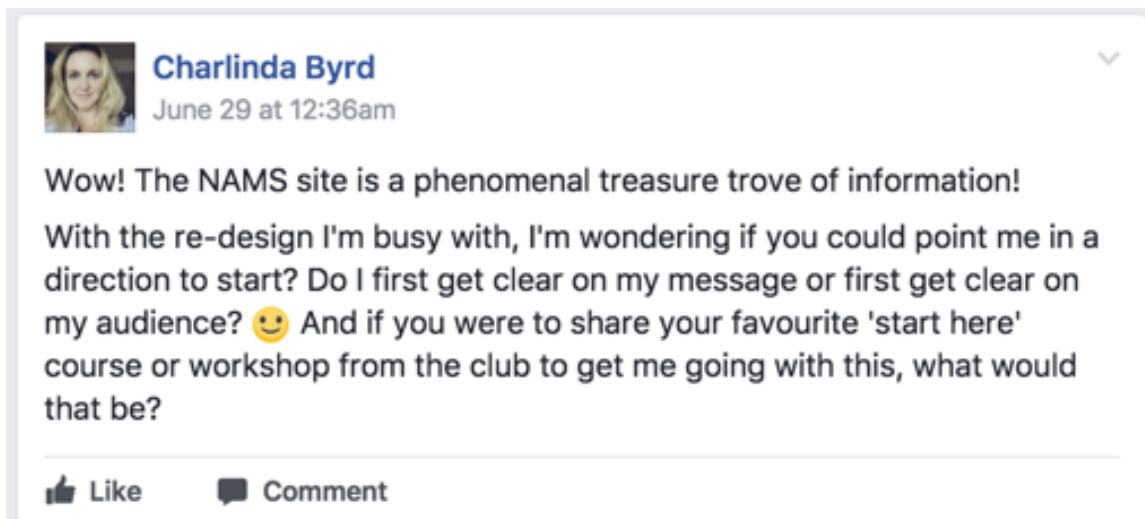 Charlinda Byrd
June 29 at 12:36am
Wow! The NAMS site is a phenomenal treasure trove of information!
With the re-design I'm busy with, I'm wondering if you could point me in a
direction to start? Do I first get clear on my message or first get clear on
my audience? 🙂 And if you were to share your favourite 'start here'
course or workshop from the club to get me going with this, what would
that be?
Like Comment